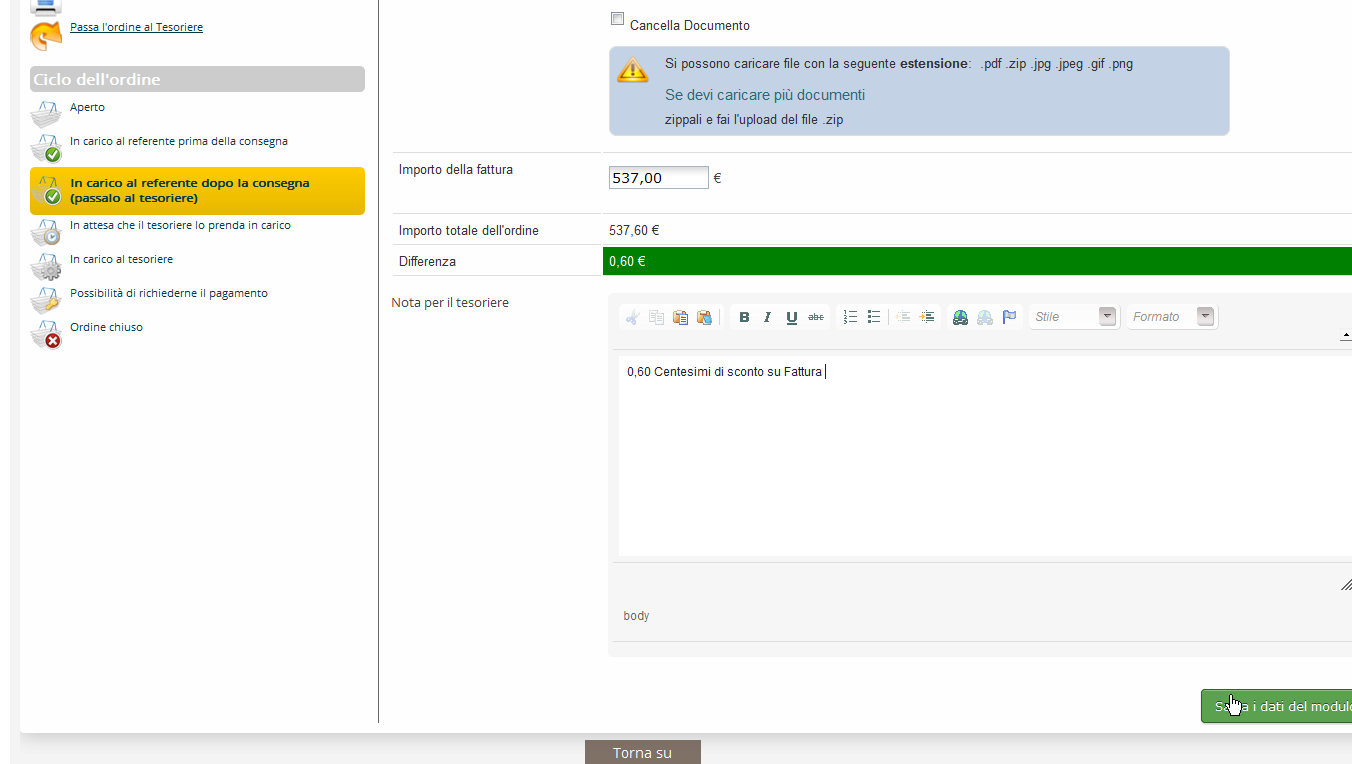 Passa l'ordine al Tesoriere
Ciclo dell'ordine
Aperto
In carico al referente prima della consegna
In carico al referente dopo la consegna
(passalo al tesoriere)
In attesa che il tesoriere lo prenda in carico
In carico al tesoriere
Possibilità di richiederne il pagamento
Ordine chiuso
Cancella Documento
Si possono caricare file con la seguente estensione: .pdf .zip .jpg .jpeg .gif .png
Se devi caricare più documenti
zippali e fai l'upload del file .zip
Importo della fattura
537,00 €
Importo totale dell'ordine 537,60 €
Differenza 0,60 €
Nota per il tesoriere
B I U abc Stile Formato
0,60 Centesimi di sconto su Fattura
body
i dati del modulo
Torna su